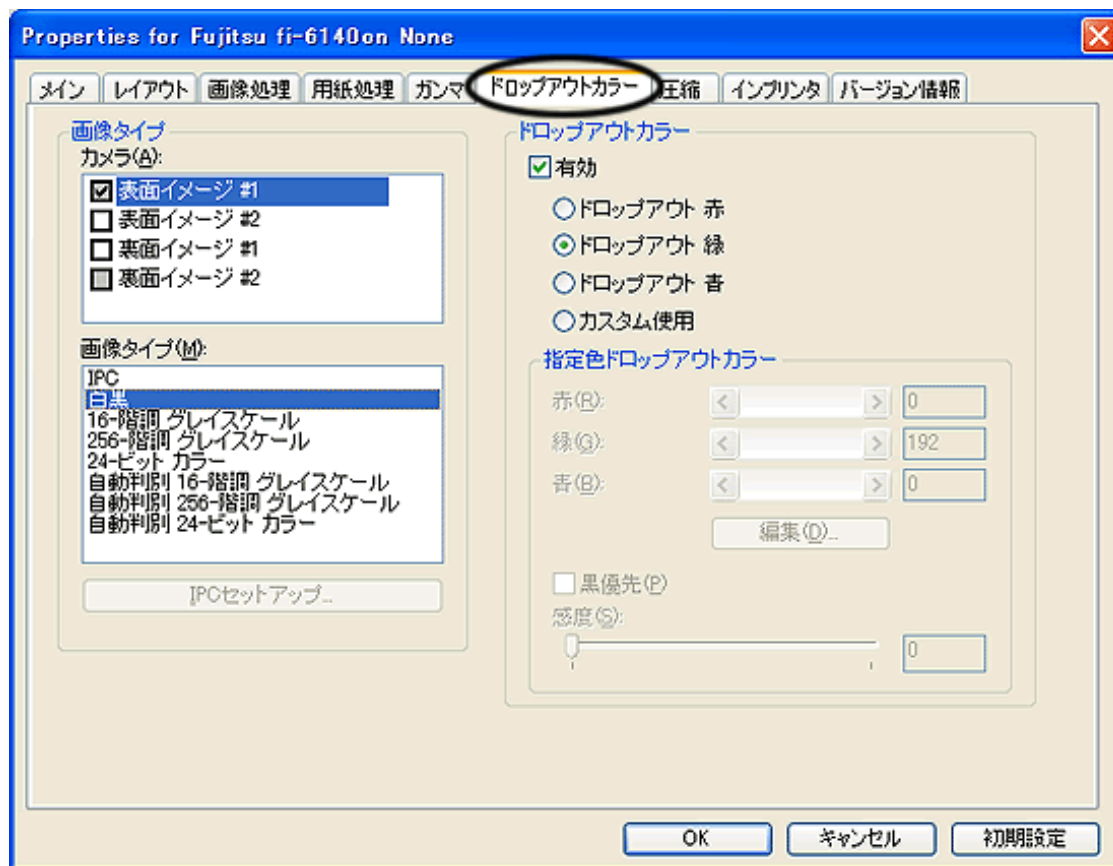 Properties for Fujitsu fi-6140on None
メイン レイアウト 画像処理 用紙処理 ガンマ ドロップアウトカラー 圧縮 インプリンタ バージョン情報
画像タイプ
カメラ(A):
表面イメージ #1
表面イメージ #2
裏面イメージ #1
裏面イメージ #2
画像タイプ(M):
IPC
白黒
16-階調 グレイスケール
256-階調 グレイスケール
24-ビット カラー
自動判別 16-階調 グレイスケール
自動判別 256-階調 グレイスケール
自動判別 24-ビット カラー
IPCセットアップ...
ドロップアウトカラー
有効
ドロップアウト 赤
ドロップアウト 緑
ドロップアウト 青
カスタム使用
指定色ドロップアウトカラー
赤(R): 0
緑(G): 192
青(B): 0
編集(D)...
黒優先(P)
感度(S):
0
OK キャンセル 初期設定